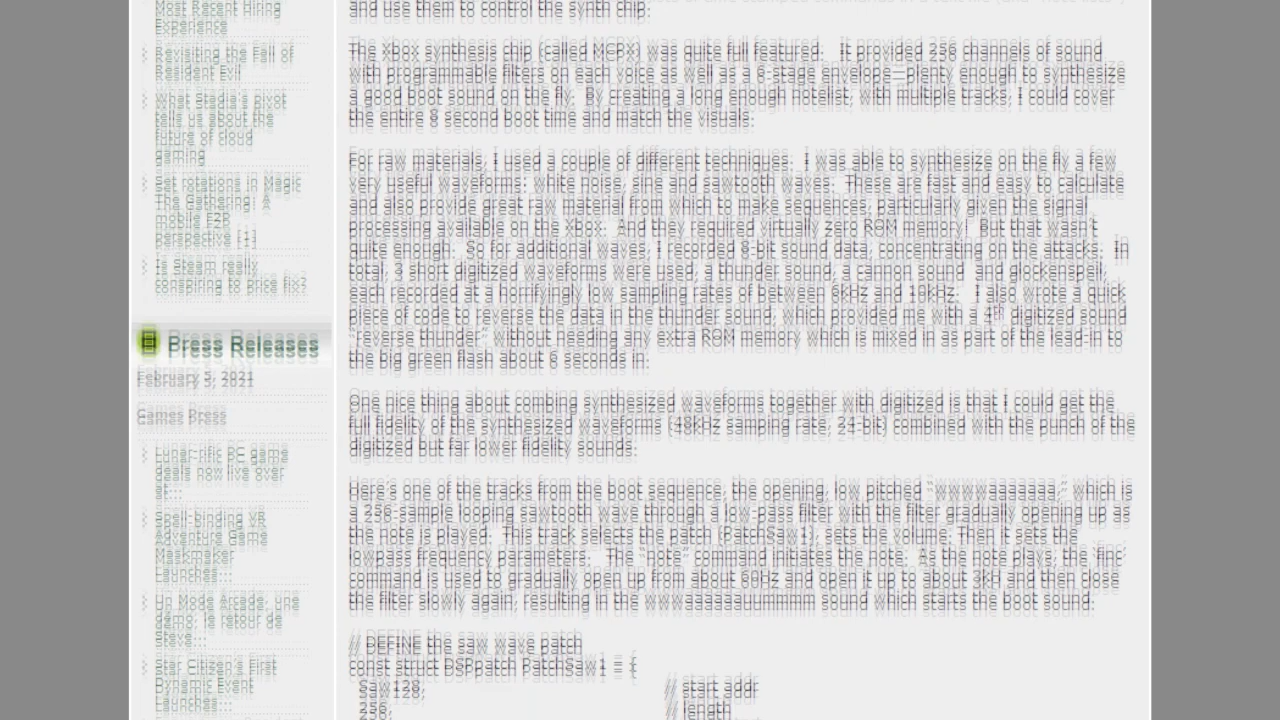 Most Recent Hiring
Experience
Revisiting the Fall of
Resident Evil
What Stadia's pivot
tells us about the
future of cloud
gaming
Set rotations in Magic
The Gathering: A
mobile F2P
perspective [1]
Is Steam really
conspiring to price fix?
Press Releases
February 5, 2021
Games Press
Lunar-rific PC game
deals now live over
at...
Spell-binding VR
Adventure Game
Maskmaker
Launches...
Un Mode Arcade, une
démo, le retour de
Steve...
Star Citizen's First
Dynamic Event
Launches...
and use them to control the synth chip.
The Xbox synthesis chip (called MCPX) was quite full featured.  It provided 256 channels of sound
with programmable filters on each voice as well as a 6-stage envelope—plenty enough to synthesize
a good boot sound on the fly.  By creating a long enough notelist, with multiple tracks, I could cover
the entire 8 second boot time and match the visuals.
For raw materials, I used a couple of different techniques.  I was able to synthesize on the fly a few
very useful waveforms: white noise, sine and sawtooth waves.  These are fast and easy to calculate
and also provide great raw material from which to make sequences, particularly given the signal
processing available on the Xbox.  And they required virtually zero ROM memory!  But that wasn't
quite enough.  So for additional waves, I recorded 8-bit sound data, concentrating on the attacks.  In
total, 3 short digitized waveforms were used, a thunder sound, a cannon sound  and glockenspell,
each recorded at a horrifyingly low sampling rates of between 6kHz and 10kHz.  I also wrote a quick
piece of code to reverse the data in the thunder sound, which provided me with a 4th digitized sound
"reverse thunder" without needing any extra ROM memory which is mixed in as part of the lead-in to
the big green flash about 6 seconds in.
One nice thing about combing synthesized waveforms together with digitized is that I could get the
full fidelity of the synthesized waveforms (48kHz samping rate, 24-bit) combined with the punch of the
digitized but far lower fidelity sounds.
Here's one of the tracks from the boot sequence, the opening, low pitched "wwwwaaaaaaa," which is
a 256-sample looping sawtooth wave through a low-pass filter with the filter gradually opening up as
the note is played.  This track selects the patch (PatchSaw1), sets the volume. Then it sets the
lowpass frequency parameters.  The "note" command initiates the note.  As the note plays, the 'finc'
command is used to gradually open up from about 60Hz and open it up to about 3kH and then close
the filter slowly again, resulting in the wwwaaaaaauummmm sound which starts the boot sound.
// DEFINE the saw wave patch
const struct DSPpatch PatchSaw1 = {
Saw128,  // start addr
256,  // length